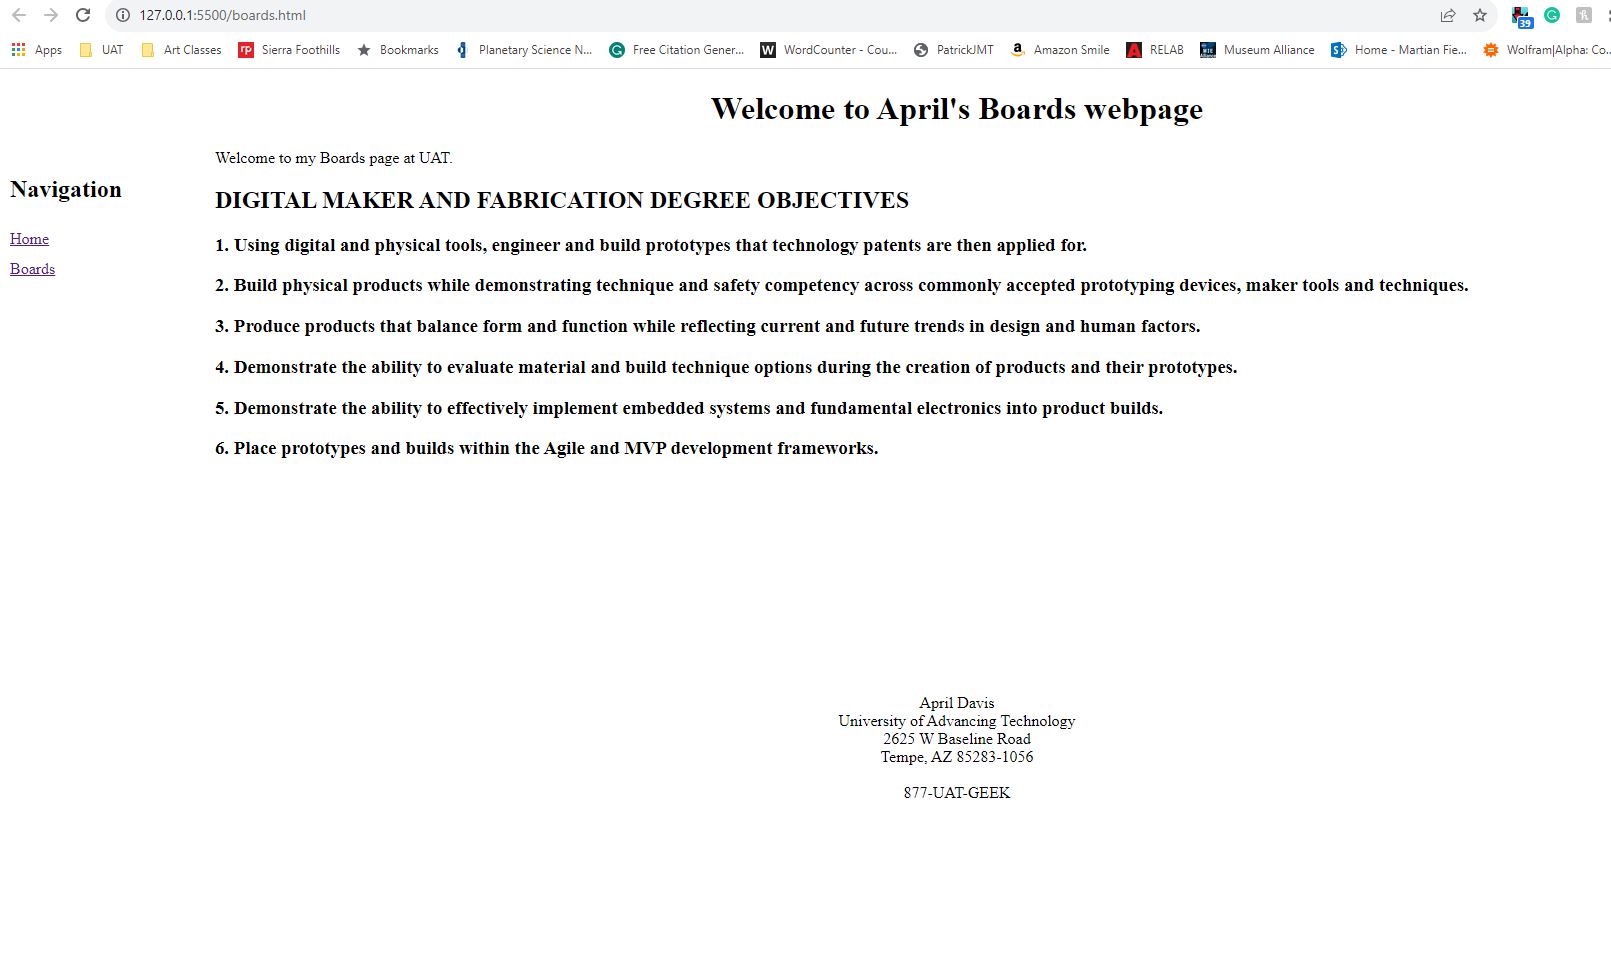 127.0.0.1:5500/boards.html
39
Apps UAT Art Classes rp Sierra Foothills Bookmarks Planetary Science N... Free Citation Gener... W WordCounter - Cou... PatrickJMT a Amazon Smile RELAB Museum Alliance Home - Martian Fie... Wolfram|Alpha: Co...
Welcome to April's Boards webpage
Welcome to my Boards page at UAT.
Navigation
Home
Boards
DIGITAL MAKER AND FABRICATION DEGREE OBJECTIVES
1. Using digital and physical tools, engineer and build prototypes that technology patents are then applied for.
2. Build physical products while demonstrating technique and safety competency across commonly accepted prototyping devices, maker tools and techniques.
3. Produce products that balance form and function while reflecting current and future trends in design and human factors.
4. Demonstrate the ability to evaluate material and build technique options during the creation of products and their prototypes.
5. Demonstrate the ability to effectively implement embedded systems and fundamental electronics into product builds.
6. Place prototypes and builds within the Agile and MVP development frameworks.
April Davis
University of Advancing Technology
2625 W Baseline Road
Tempe, AZ 85283-1056
877-UAT-GEEK